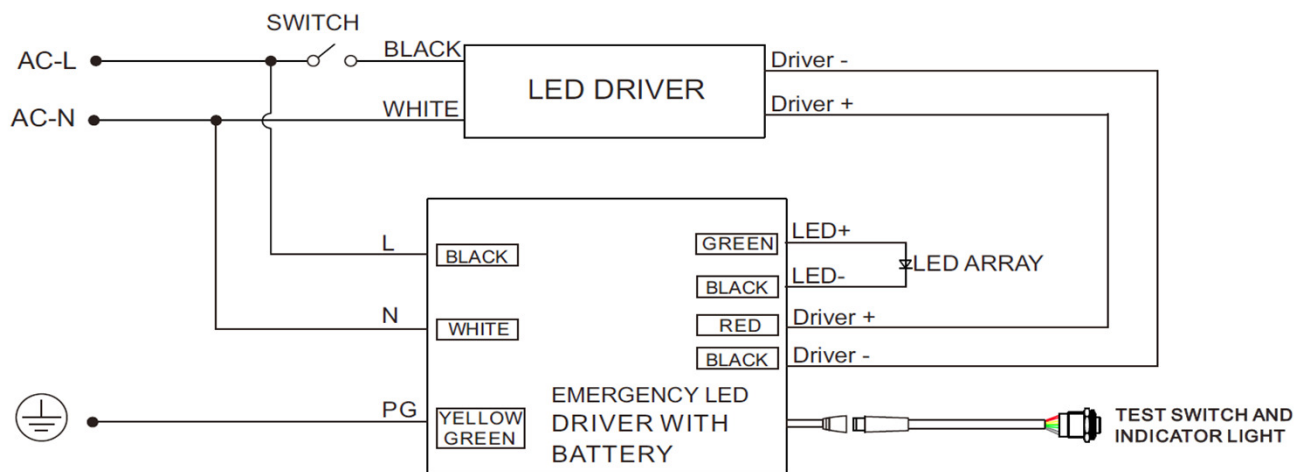 SWITCH
AC-L
BLACK
LED DRIVER
Driver -
AC-N
WHITE
Driver +
L
BLACK
GREEN
LED+
LED ARRAY
BLACK
LED-
N
WHITE
RED
Driver +
BLACK
Driver -
PG
YELLOW
GREEN
EMERGENCY LED
DRIVER WITH
BATTERY
TEST SWITCH AND
INDICATOR LIGHT